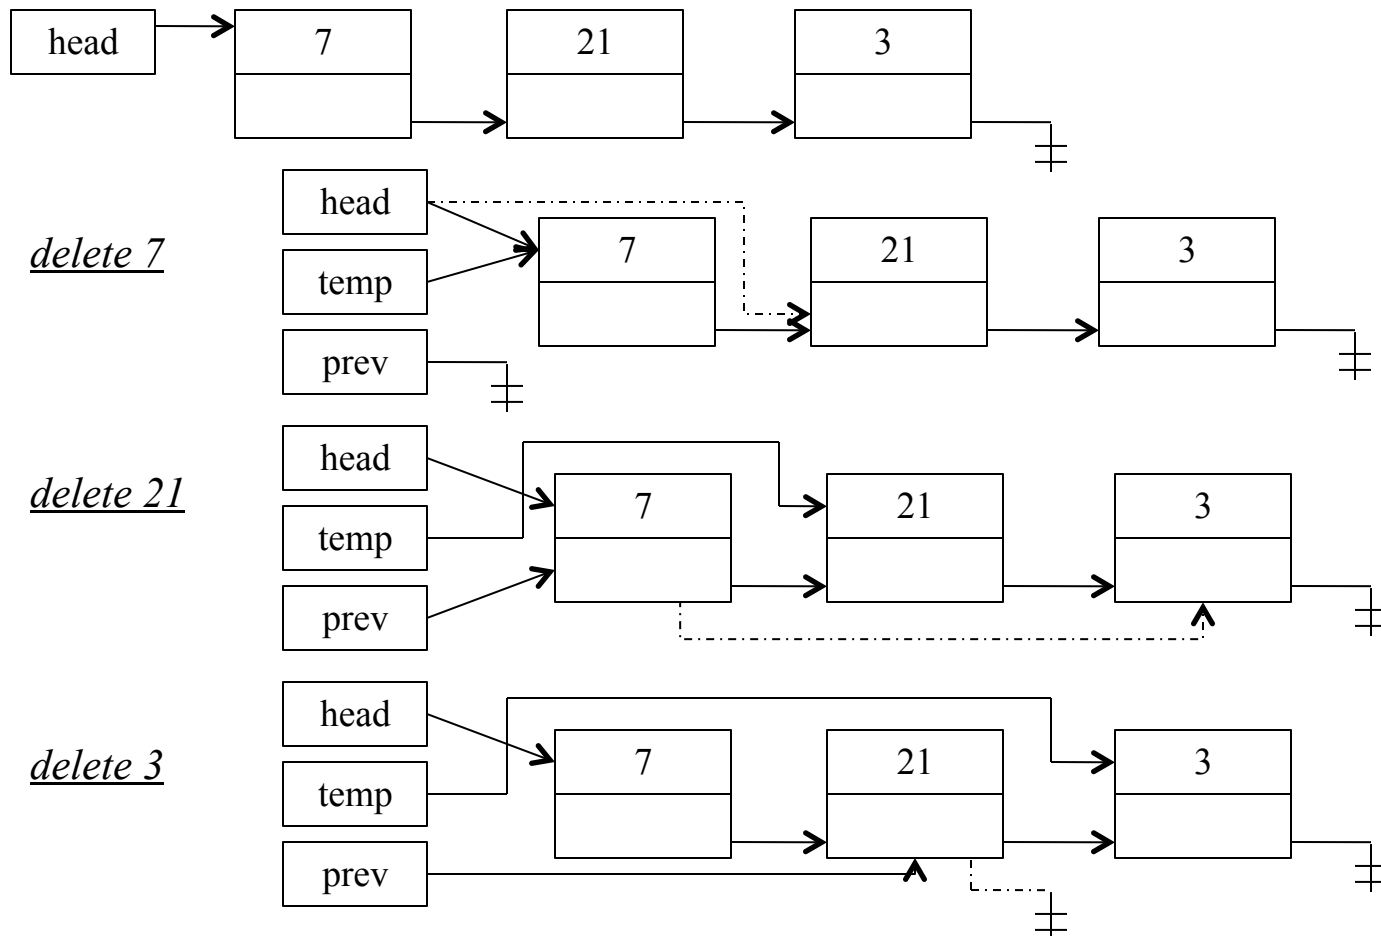 head 7 21 3
head
delete 7 temp 7 21 3
prev
head
delete 21 temp 7 21 3
prev
head
delete 3 temp 7 21 3
prev